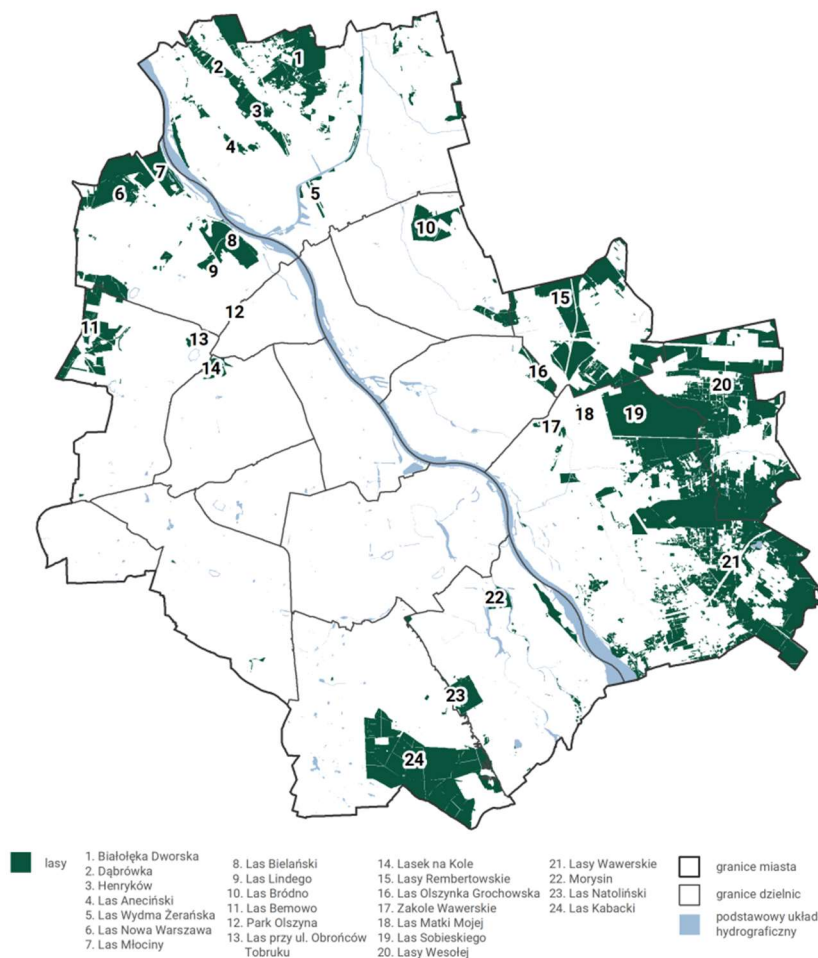 1
2
3
4
5
6
7
8
9
10
11
12
13
14
15
16
17
18
19
20
21
22
23
24
lasy
1. Białołęka Dworska
2. Dąbrówka
3. Henryków
4. Las Aneciński
5. Las Wydma Żerańska
6. Las Nowa Warszawa
7. Las Młociny
8. Las Bielański
9. Las Lindego
10. Las Bródno
11. Las Bemowo
12. Park Olszyna
13. Las przy ul. Obrońców
Tobruku
14. Lasek na Kole
15. Lasy Rembertowskie
16. Las Olszynka Grochowska
17. Zakole Wawerskie
18. Las Matki Mojej
19. Las Sobieskiego
20. Lasy Wesołej
21. Lasy Wawerskie
22. Morysin
23. Las Natoliński
24. Las Kabacki
granice miasta
granice dzielnic
podstawowy układ
hydrograficzny